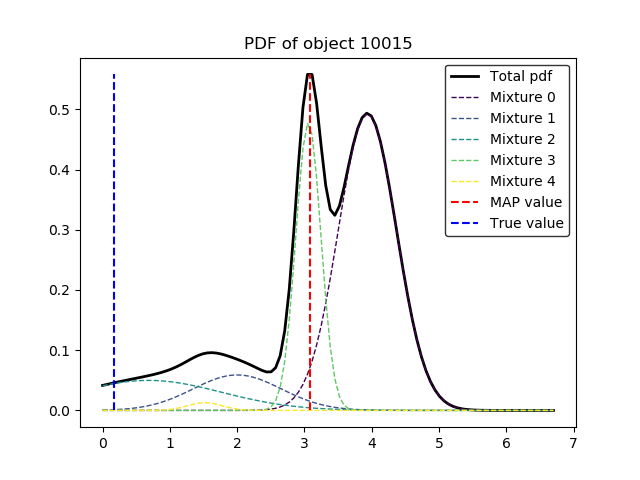 PDF of object 10015
Total pdf
Mixture 0
Mixture 1
Mixture 2
Mixture 3
Mixture 4
MAP value
True value
0.5
0.4
0.3
0.2
0.1
0.0
0 1 2 3 4 5 6 7